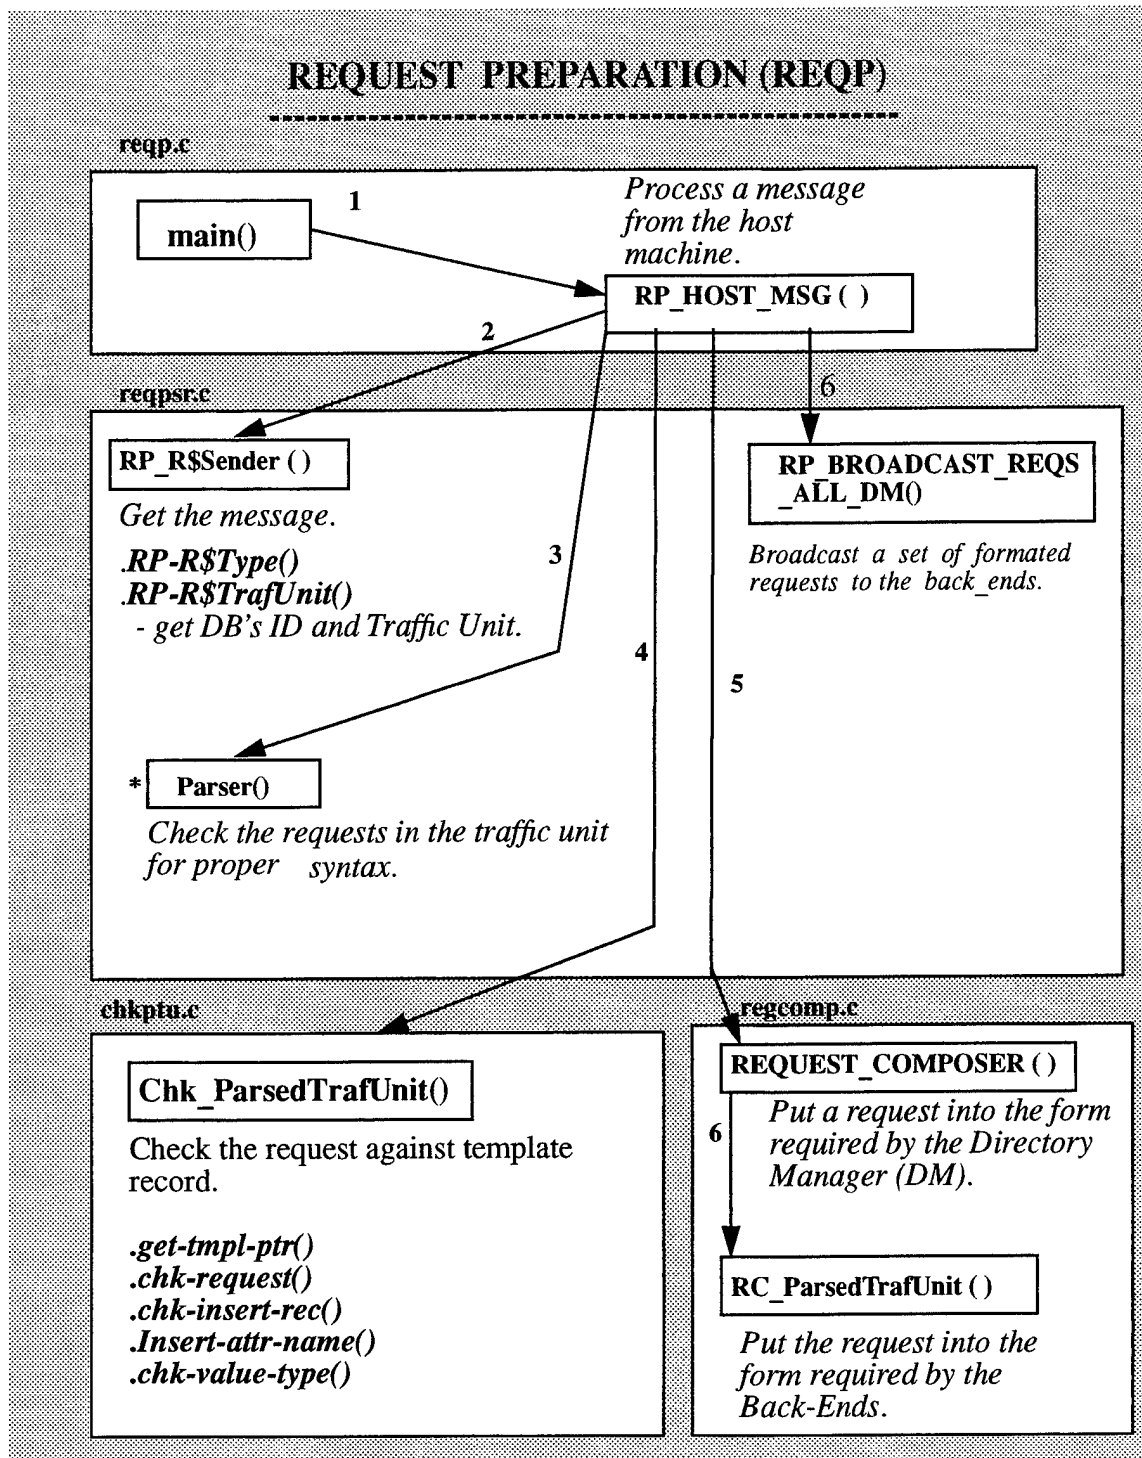 REQUEST PREPARATION (REQP)
reqp.c
main()
1
Process a message
from the host
machine.
RP_HOST_MSG ( )
2
6
reqpsr.c
RP_R$Sender ( )
Get the message.
.RP-R$Type()
.RP-R$TrafUnit()
- get DB's ID and Traffic Unit.
3
RP_BROADCAST_REQS
_ALL_DM()
Broadcast a set of formated
requests to the back_ends.
4
5
* Parser()
Check the requests in the traffic unit
for proper syntax.
chkptu.c
Chk_ParsedTrafUnit()
Check the request against template
record.
.get-tmpl-ptr()
.chk-request()
.chk-insert-rec()
.Insert-attr-name()
.chk-value-type()
regcomp.c
REQUEST_COMPOSER ( )
Put a request into the form
required by the Directory
Manager (DM).
6
RC_ParsedTrafUnit ( )
Put the request into the
form required by the
Back-Ends.